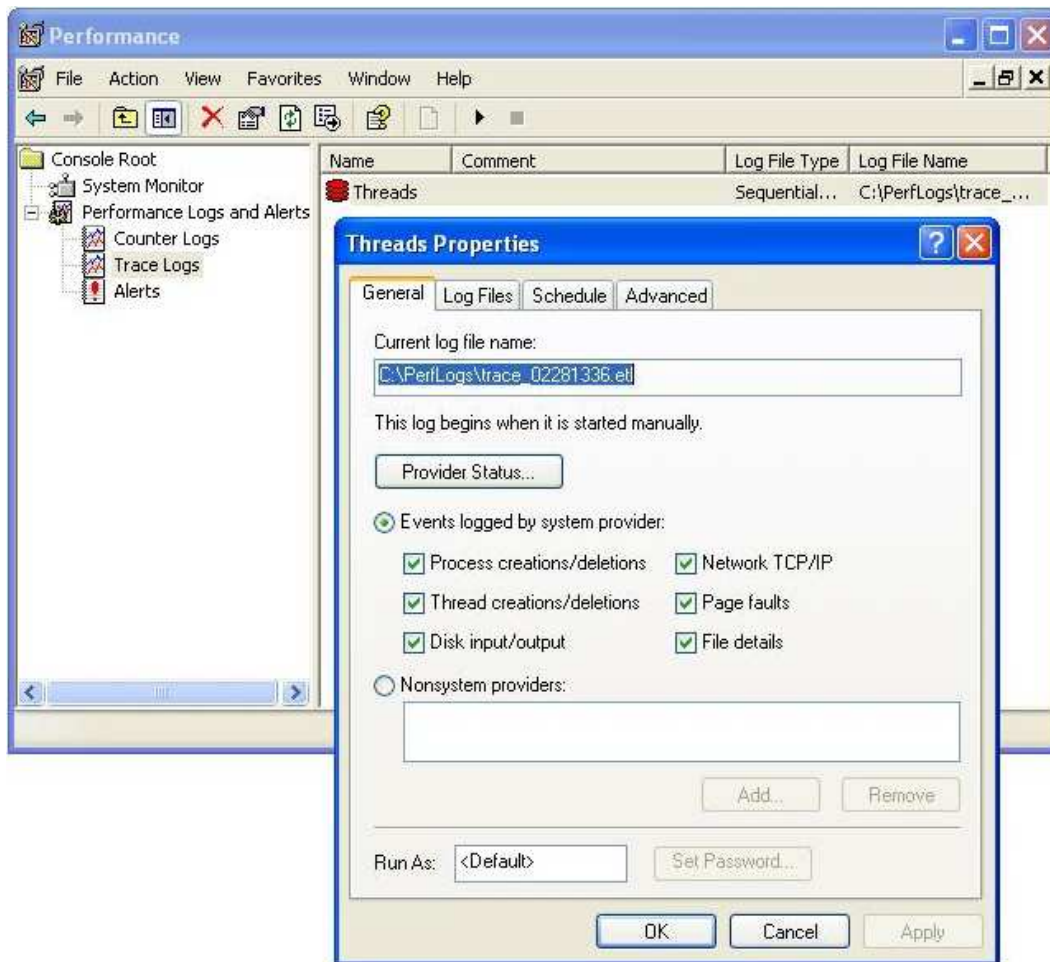 Performance
File Action View Favorites Window Help
Console Root
System Monitor
Performance Logs and Alerts
Counter Logs
Trace Logs
Alerts
Name Comment Log File Type Log File Name
Threads Sequential... C:\PerfLogs\trace_...
Threads Properties
General Log Files Schedule Advanced
Current log file name:
C:\PerfLogs\trace_02281336.etl
This log begins when it is started manually.
Provider Status...
Events logged by system provider:
Process creations/deletions Network TCP/IP
Thread creations/deletions Page faults
Disk input/output File details
Nonsystem providers:
Add... Remove
Run As: <Default> Set Password...
OK Cancel Apply